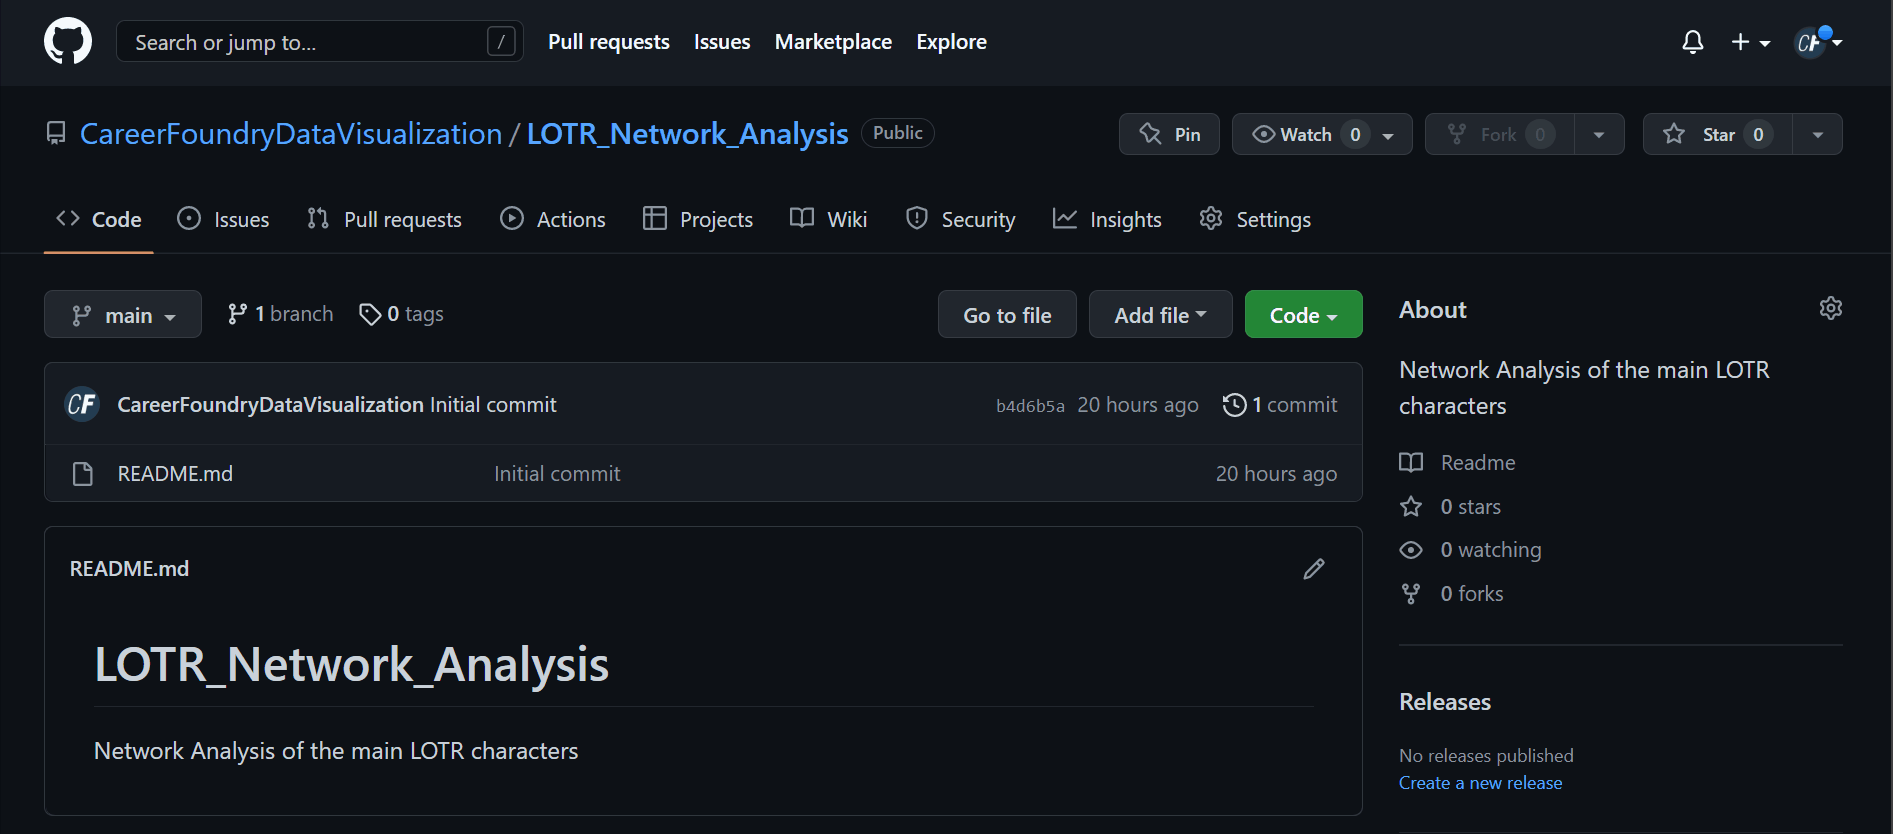 Search or jump to... / Pull requests Issues Marketplace Explore CF
CareerFoundryDataVisualization / LOTR_Network_Analysis Public Pin Watch 0 Fork 0 Star 0
Code Issues Pull requests Actions Projects Wiki Security Insights Settings
main 1 branch 0 tags Go to file Add file Code
CF CareerFoundryDataVisualization Initial commit b4d6b5a 20 hours ago 1 commit
README.md Initial commit 20 hours ago
README.md
LOTR_Network_Analysis
Network Analysis of the main LOTR characters
About
Network Analysis of the main LOTR
characters
Readme
0 stars
0 watching
0 forks
Releases
No releases published
Create a new release